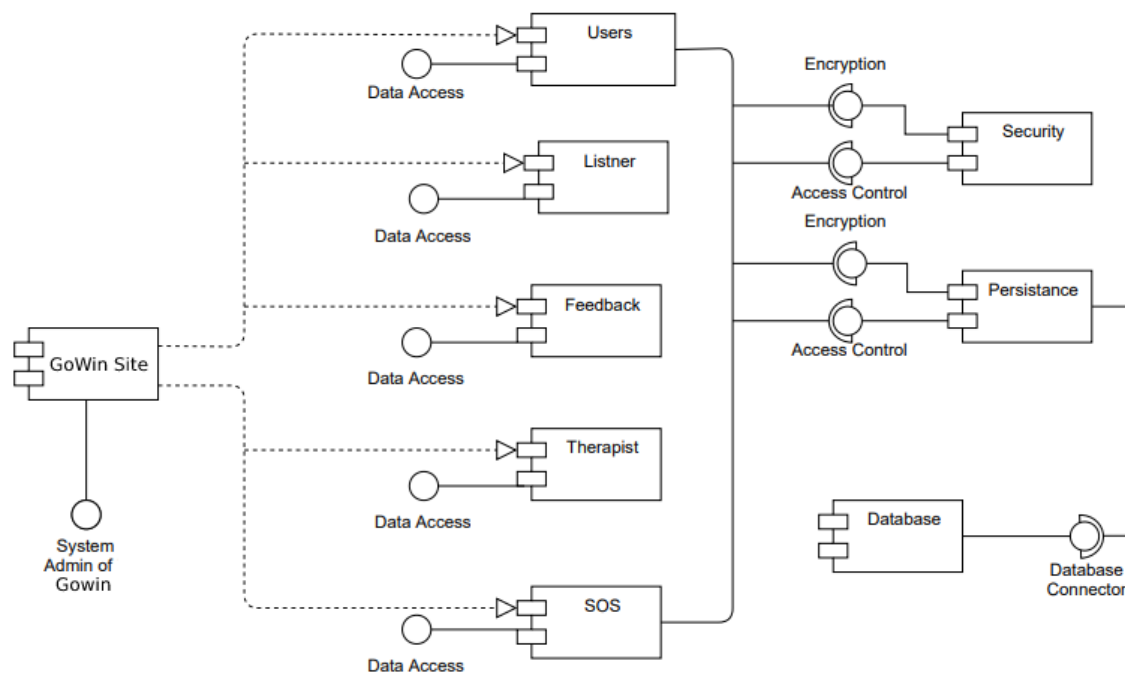 Users
Data Access
Encryption
Security
Listner
Access Control
Data Access
Encryption
Feedback
Persistance
Access Control
GoWin Site
Data Access
Therapist
Data Access
Database
System
Admin of
Gowin
Database
Connector
SOS
Data Access